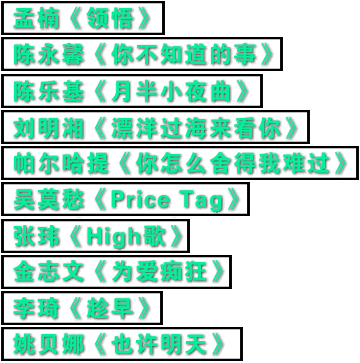 孟楠《领悟》
陈永馨《你不知道的事》
陈乐基《月半小夜曲》
刘明湘《漂洋过海来看你》
帕尔哈提《你怎么舍得我难过》
吴莫愁《Price Tag》
张玮《High歌》
金志文《为爱痴狂》
李琦《趁早》
姚贝娜《也许明天》